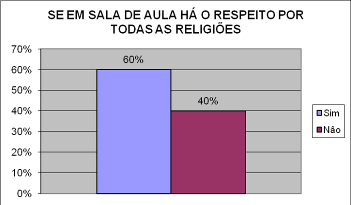 SE EM SALA DE AULA HÁ O RESPEITO POR
TODAS AS RELIGIÕES
70%
60%
50%
40%
30%
20%
10%
0%
60%
40%
Sim
Não